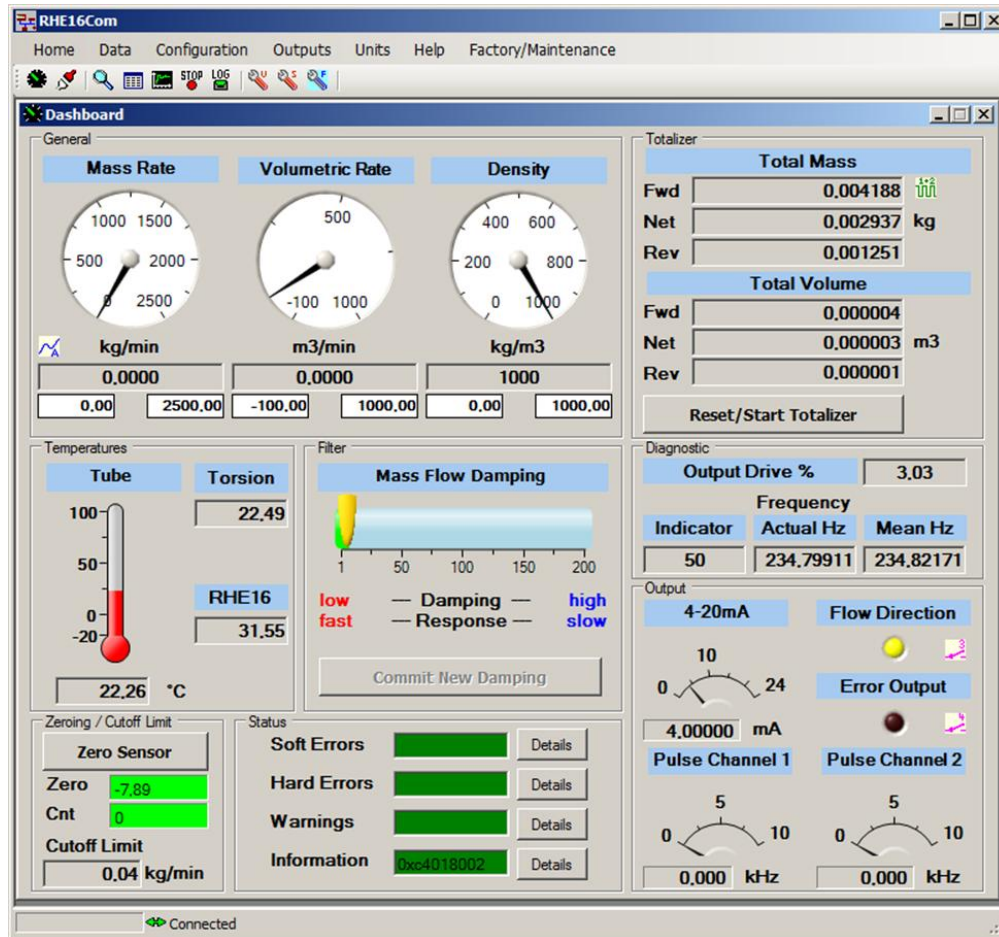 RHE16Com
Home Data Configuration Outputs Units Help Factory/Maintenance
STOP LOG U S F
Dashboard
General
Mass Rate
0 500 1000 1500 2000 2500
kg/min
0,0000
0,00 2500,00
Volumetric Rate
-100 500 1000
m3/min
0,0000
-100,00 1000,00
Density
0 200 400 600 800 1000
kg/m3
1000
0,00 1000,00
Totalizer
Total Mass
Fwd 0,004188
Net 0,002937 kg
Rev 0,001251
Total Volume
Fwd 0,000004
Net 0,000003 m3
Rev 0,000001
Reset/Start Totalizer
Temperatures
Tube
100
50
0
-20
22,26 °C
Torsion
22,49
RHE16
31,55
Filter
Mass Flow Damping
1 50 100 150 200
low — Damping — high
fast — Response — slow
Commit New Damping
Diagnostic
Output Drive % 3,03
Frequency
Indicator Actual Hz Mean Hz
50 234,79911 234,82171
Output
4-20mA
0 10 24
4,00000 mA
Flow Direction
Error Output
Pulse Channel 1
0 5 10
0,000 kHz
Pulse Channel 2
0 5 10
0,000 kHz
Zeroing / Cutoff Limit
Zero Sensor
Zero -7,89
Cnt 0
Cutoff Limit
0,04 kg/min
Status
Soft Errors Details
Hard Errors Details
Warnings Details
Information 0xc4018002 Details
Connected